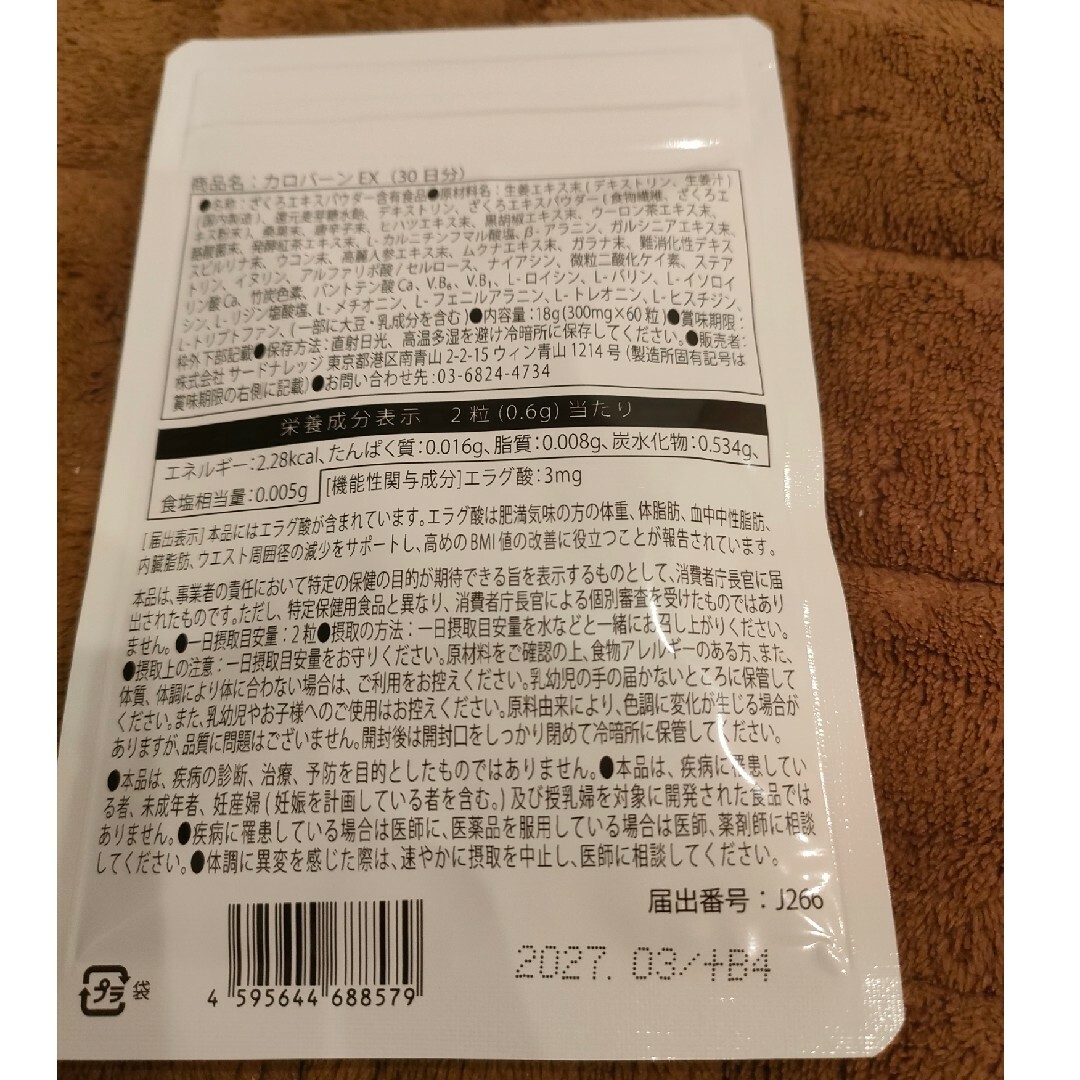 商品名：カロバーンEX（30日分）
●名称：ざくろエキスパウダー含有食品●原材料名：生姜エキス末（デキストリン、生姜汁）
（国内製造）、還元麦芽糖水飴、デキストリン、ざくろエキスパウダー（食物繊維、ざくろエ
キス粉末）、桑葉末、唐辛子末、ヒハツエキス末、黒胡椒エキス末、ウーロン茶エキス末、
酪酸菌末、発酵紅茶エキス末、L-カルニチンフマル酸塩、β-アラニン、ガルシニアエキス末、
スピルリナ末、ウコン末、高麗人参エキス末、ムクナエキス末、ガラナ末、難消化性デキス
トリン、イヌリン、アルファリポ酸/セルロース、ナイアシン、微粒二酸化ケイ素、ステア
リン酸Ca、竹炭色素、パントテン酸Ca、V.B₆、V.B₁、L-ロイシン、L-バリン、L-イソロイ
シン、L-リジン塩酸塩、L-メチオニン、L-フェニルアラニン、L-トレオニン、L-ヒスチジン、
L-トリプトファン、(一部に大豆・乳成分を含む)●内容量：18g(300mg×60粒)●賞味期限：
枠外下部記載●保存方法：直射日光、高温多湿を避け冷暗所に保存してください。●販売者：
株式会社 サードナレッジ 東京都港区南青山2-2-15 ウィン青山1214号(製造所固有記号は
賞味期限の右側に記載)●お問い合わせ先：03-6824-4734
栄養成分表示 2粒(0.6g)当たり
エネルギー：2.28kcal、たんぱく質：0.016g、脂質：0.008g、炭水化物：0.534g、
食塩相当量：0.005g [機能性関与成分]エラグ酸：3mg
[届出表示]本品にはエラグ酸が含まれています。エラグ酸は肥満気味の方の体重、体脂肪、血中中性脂肪、
内臓脂肪、ウエスト周囲径の減少をサポートし、高めのBMI値の改善に役立つことが報告されています。
本品は、事業者の責任において特定の保健の目的が期待できる旨を表示するものとして、消費者庁長官に届
出されたものです。ただし、特定保健用食品と異なり、消費者庁長官による個別審査を受けたものではあり
ません。●一日摂取目安量：2粒●摂取の方法：一日摂取目安量を水などと一緒にお召し上がりください。
●摂取上の注意：一日摂取目安量をお守りください。原材料をご確認の上、食物アレルギーのある方、また、
体質、体調により体に合わない場合は、ご利用をお控えください。乳幼児の手の届かないところに保管して
ください。また、乳幼児やお子様へのご使用はお控えください。原料由来により、色調に変化が生じる場合が
ありますが、品質に問題はございません。開封後は開封口をしっかり閉めて冷暗所に保管してください。
●本品は、疾病の診断、治療、予防を目的としたものではありません。●本品は、疾病に罹患してい
る者、未成年者、妊産婦(妊娠を計画している者を含む。)及び授乳婦を対象に開発された食品では
ありません。●疾病に罹患している場合は医師に、医薬品を服用している場合は医師、薬剤師に相談
してください。●体調に異変を感じた際は、速やかに摂取を中止し、医師に相談してください。
届出番号：J266
2027. 03/+B4
4 595644 688579
プラ 袋